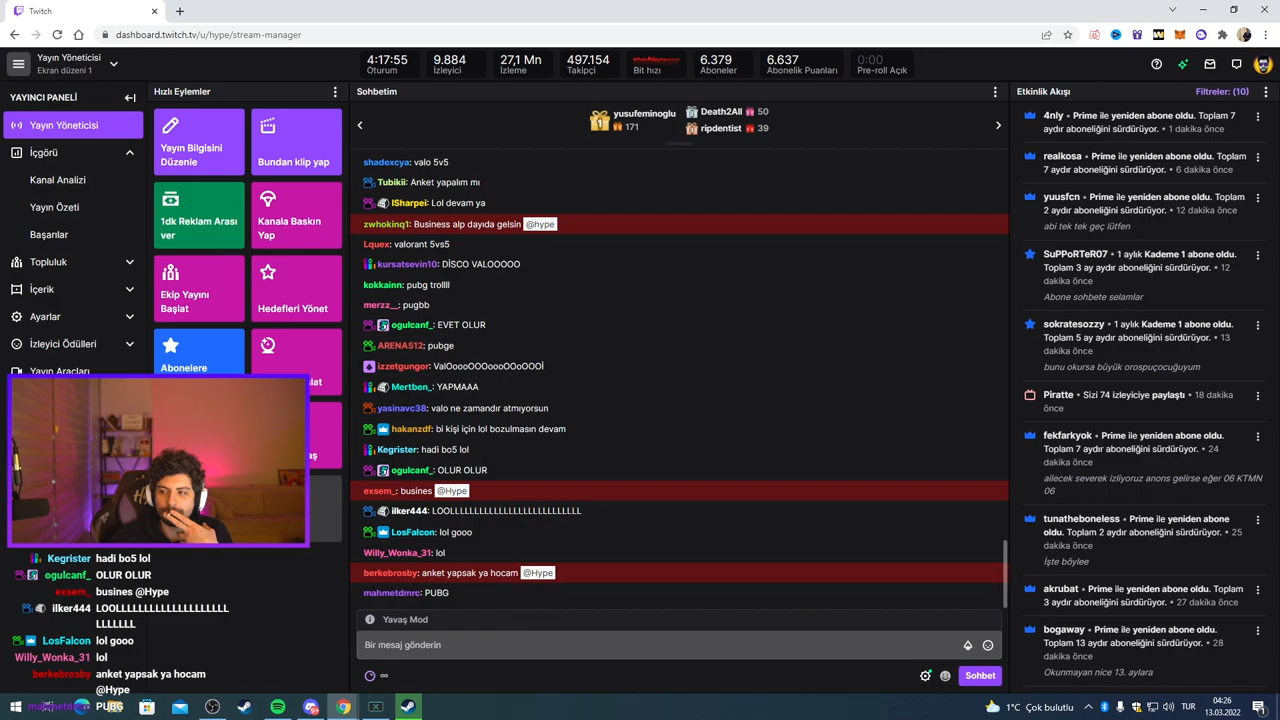 Twitch
Twitch
dashboard.twitch.tv/u/hype/stream-manager
Yayın Yöneticisi
Ekran düzeni 1
4:17:55
Oturum
9.884
İzleyici
27,1 Mn
İzleme
497.154
Takipçi
Bit hızı
6.379
Aboneler
6.637
Abonelik Puanları
0:00
Pre-roll Açık
YAYINCI PANELİ
Yayın Yöneticisi
İçgörü
Kanal Analizi
Yayın Özeti
Başarılar
Topluluk
İçerik
Ayarlar
İzleyici Ödülleri
Yayın Araçları
Hızlı Eylemler
Yayın Bilgisini
Düzenle
Bundan klip yap
1dk Reklam Arası
ver
Kanala Baskın
Yap
Ekip Yayını
Başlat
Hedefleri Yönet
Abonelere
Sohbetim
yusufeminoglu
171
Death2All 50
ripdentist 39
shadexcya: valo 5v5
Tubikii: Anket yapalım mı
ISharpei: Lol devam ya
zwhokinq1: Business alp dayıda gelsin @hype
Lquex: valorant 5vs5
kursatsevin10: DİSCO VALOOOOO
kokkainn: pubg trollll
merzz__: pugbb
ogulcanf_: EVET OLUR
ARENA512: pubge
izzetgungor: ValOoooOOOoooOOoOOOİ
Mertben_: YAPMAAA
yasinavc38: valo ne zamandır atmıyorsun
hakanzdf: bi kişi için lol bozulmasın devam
Kegrister: hadi bo5 lol
ogulcanf_: OLUR OLUR
exsem_: busines @Hype
ilker444: LOOLLLLLLLLLLLLLLLLLLLLLLLLLL
LosFalcon: lol gooo
Willy_Wonka_31: lol
berkebrosby: anket yapsak ya hocam @Hype
mahmetdmrc: PUBG
Yavaş Mod
Bir mesaj gönderin
Sohbet
Etkinlik Akışı
Filtreler: (10)
4nly • Prime ile yeniden abone oldu. Toplam 7
aydır aboneliğini sürdürüyor. • 1 dakika önce
realkosa • Prime ile yeniden abone oldu. Toplam
7 aydır aboneliğini sürdürüyor. • 6 dakika önce
yuusfcn • Prime ile yeniden abone oldu. Toplam
2 aydır aboneliğini sürdürüyor. • 12 dakika önce
abi tek tek geç lütfen
SuPPoRTeR07 • 1 aylık Kademe 1 abone oldu.
Toplam 3 ay aydır aboneliğini sürdürüyor. • 12
dakika önce
Abone sohbete selamlar
sokratesozzy • 1 aylık Kademe 1 abone oldu.
Toplam 5 ay aydır aboneliğini sürdürüyor. • 13
dakika önce
bunu okursa büyük orospuçocuğuyum
Piratte • Sizi 74 izleyiciye paylaştı • 18 dakika
önce
fekfarkyok • Prime ile yeniden abone oldu.
Toplam 7 aydır aboneliğini sürdürüyor. • 24
dakika önce
ailecek severek izliyoruz anons gelirse eğer 06 KTMN
06
tunatheboneless • Prime ile yeniden abone
oldu. Toplam 2 aydır aboneliğini sürdürüyor. • 25
dakika önce
İşte böylee
akrubat • Prime ile yeniden abone oldu. Toplam
3 aydır aboneliğini sürdürüyor. • 27 dakika önce
bogaway • Prime ile yeniden abone oldu.
Toplam 13 aydır aboneliğini sürdürüyor. • 28
dakika önce
Okunmayan nice 13. aylara
Kegrister hadi bo5 lol
ogulcanf_ OLUR OLUR
exsem_ busines @Hype
ilker444 LOOLLLLLLLLLLLLLLLLLLL
LLLLLLL
LosFalcon lol gooo
Willy_Wonka_31 lol
berkebrosby anket yapsak ya hocam
@Hype
mahmetdmrc PUBG
1°C Çok bulutlu
TUR
04:26
13.03.2022